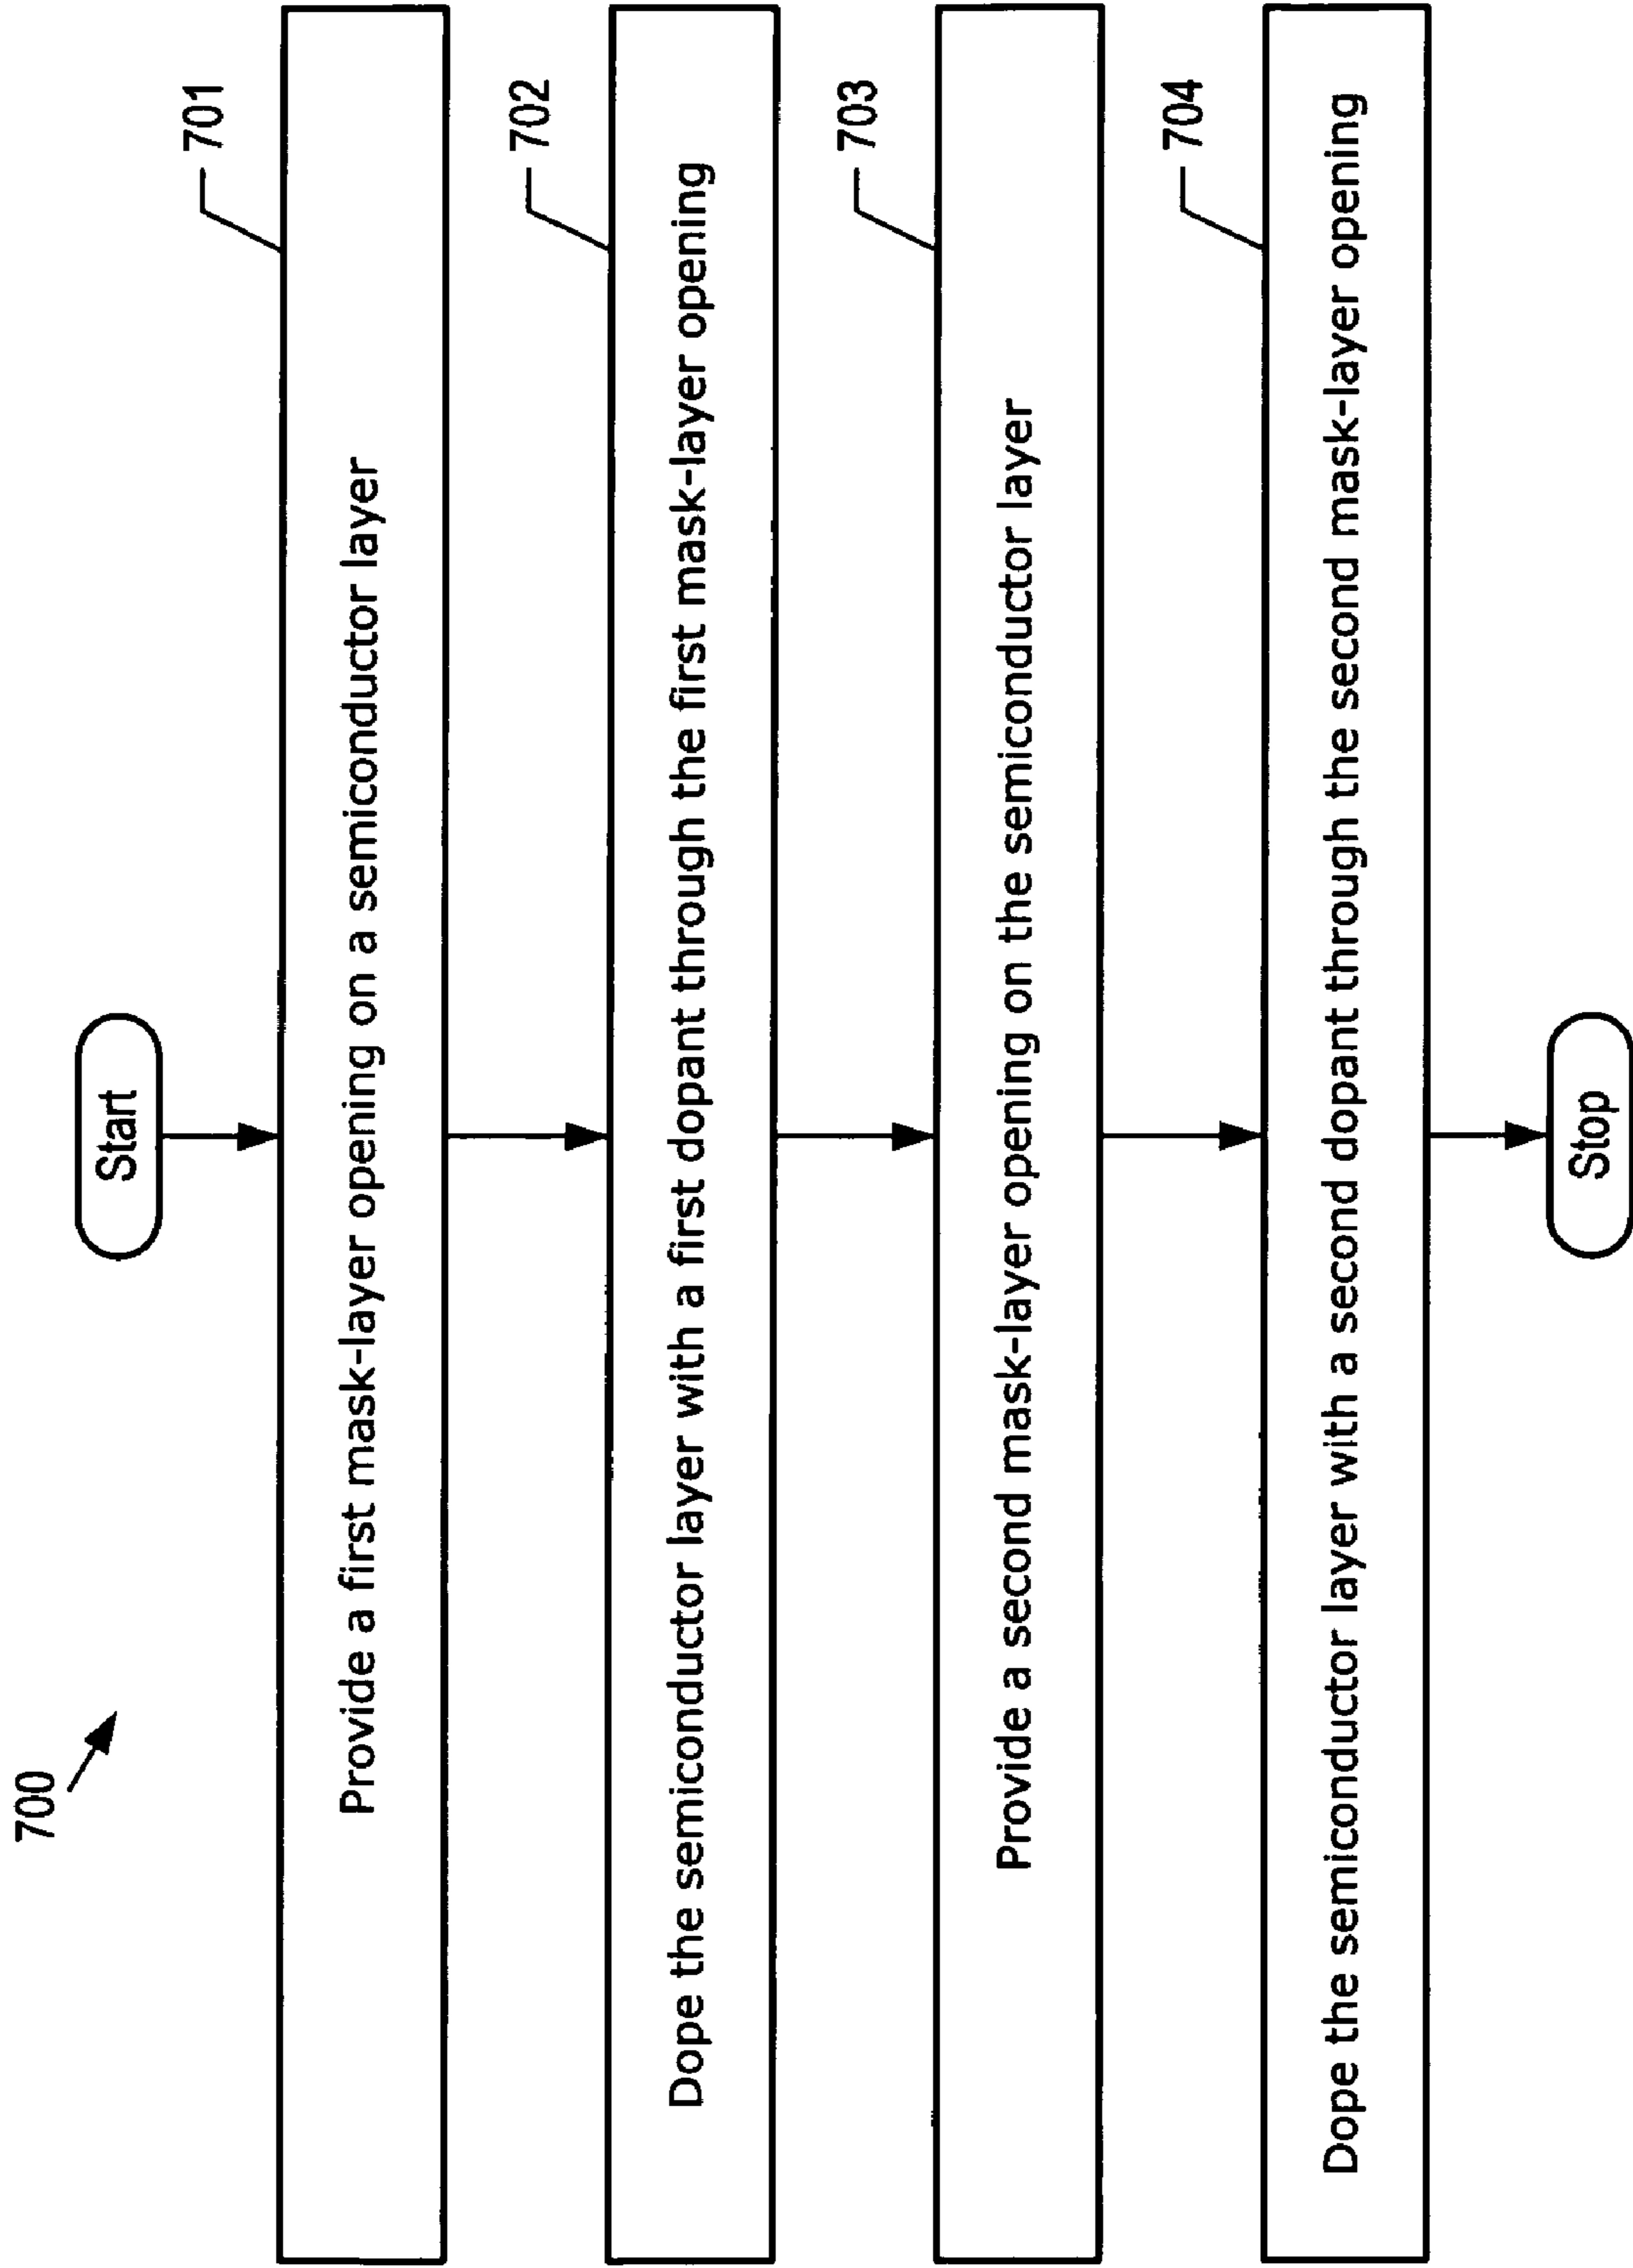 700
Start
701
Provide a first mask-layer opening on a semiconductor layer
702
Dope the semiconductor layer with a first dopant through the first mask-layer opening
703
Provide a second mask-layer opening on the semiconductor layer
704
Dope the semiconductor layer with a second dopant through the second mask-layer opening
Stop